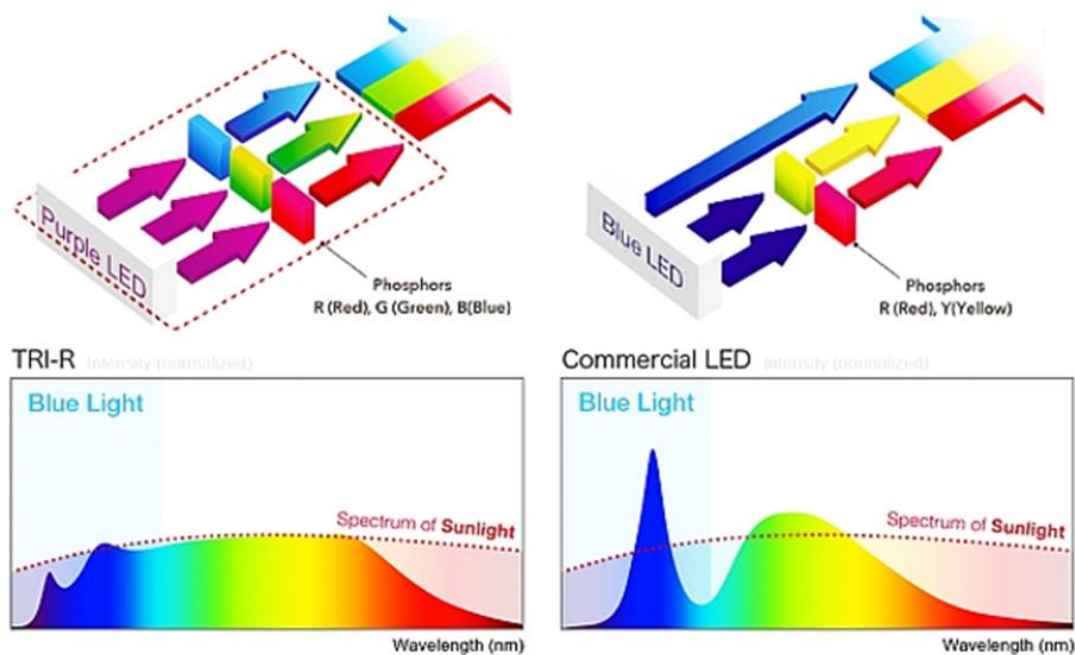 Purple LED
Phosphors
R (Red), G (Green), B(Blue)
Blue LED
Phosphors
R (Red), Y(Yellow)
TRI-R Intensity (normalized)
Blue Light
Spectrum of Sunlight
Wavelength (nm)
Commercial LED Intensity (normalized)
Blue Light
Spectrum of Sunlight
Wavelength (nm)